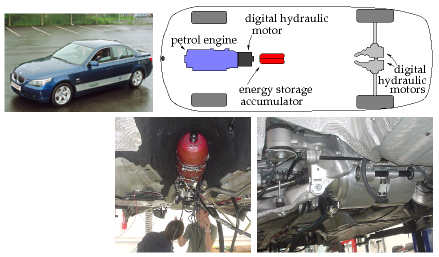 digital hydraulic
motor
petrol engine
energy storage
accumulator
digital
hydraulic
motors